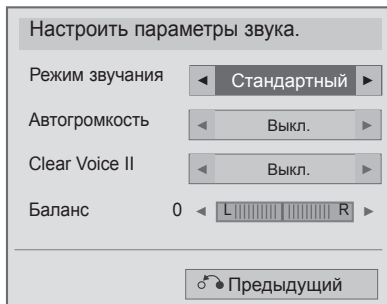 Настроить параметры звука.
Режим звучания ◄ Стандартный ►
Автогромкость ◄ Выкл. ►
Clear Voice II ◄ Выкл. ►
Баланс 0 ◄ L R ►
Предыдущий